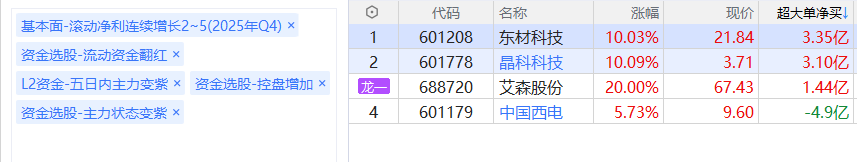 基本面-滚动净利连续增长2~5(2025年Q4) ×
资金选股-流动资金翻红 ×
L2资金-五日内主力变紫 × 资金选股-控盘增加 ×
资金选股-主力状态变紫 ×
代码 名称 涨幅 现价 超大单净买↓
1 601208 东材科技 10.03% 21.84 3.35亿
2 601778 晶科科技 10.09% 3.71 3.10亿
龙一 688720 艾森股份 20.00% 67.43 1.44亿
4 601179 中国西电 5.73% 9.60 -4.9亿